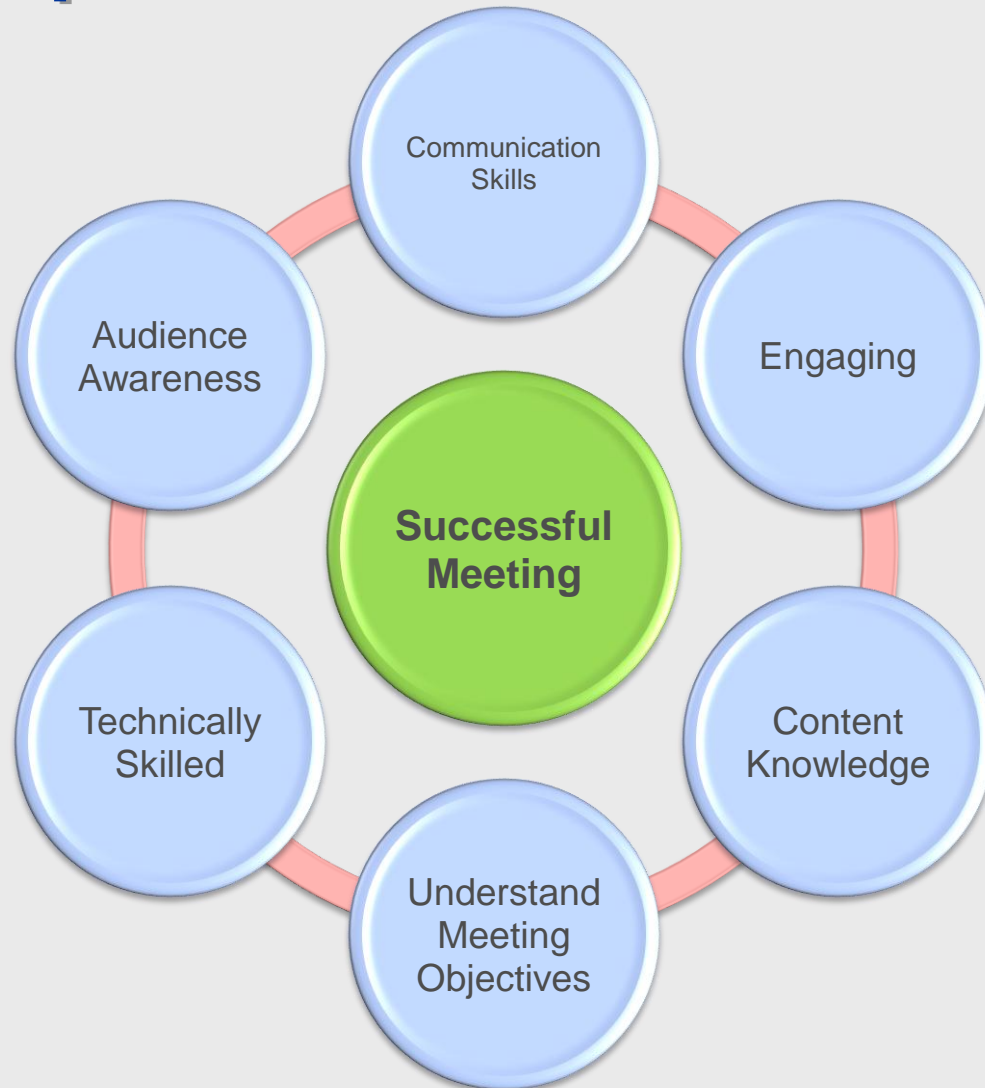 Communication
Skills
Engaging
Content
Knowledge
Understand
Meeting
Objectives
Technically
Skilled
Audience
Awareness
Successful
Meeting